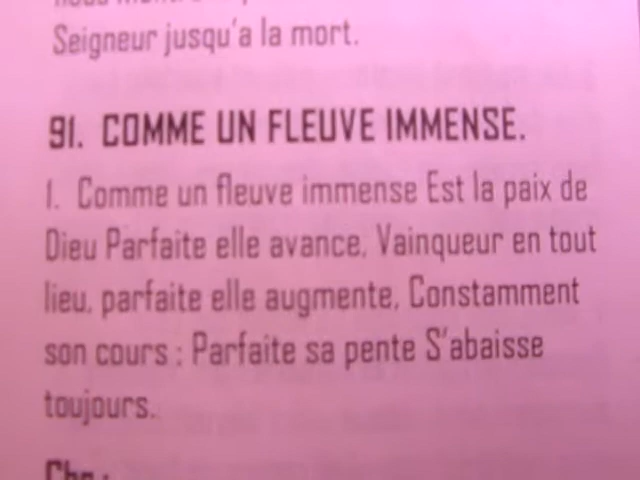 Seigneur jusqu'a la mort.
91. COMME UN FLEUVE IMMENSE.
1. Comme un fleuve immense Est la paix de
Dieu Parfaite elle avance, Vainqueur en tout
lieu, parfaite elle augmente, Constamment
son cours : Parfaite sa pente S'abaisse
toujours.